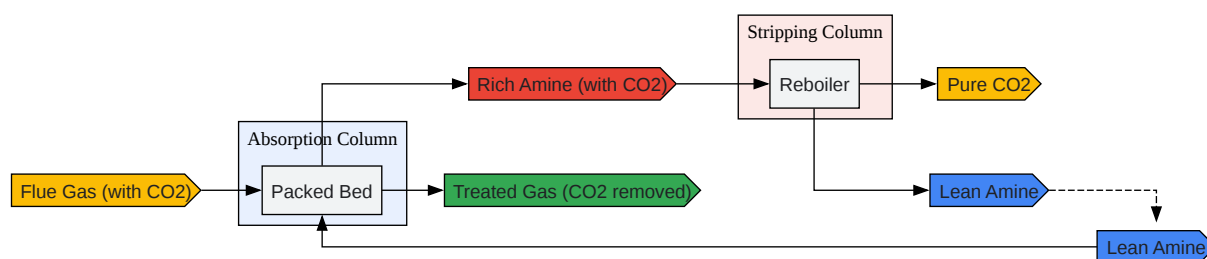 Stripping Column
Rich Amine (with CO2)
Reboiler
Pure CO2
Absorption Column
Flue Gas (with CO2)
Packed Bed
Treated Gas (CO2 removed)
Lean Amine
Lean Amine